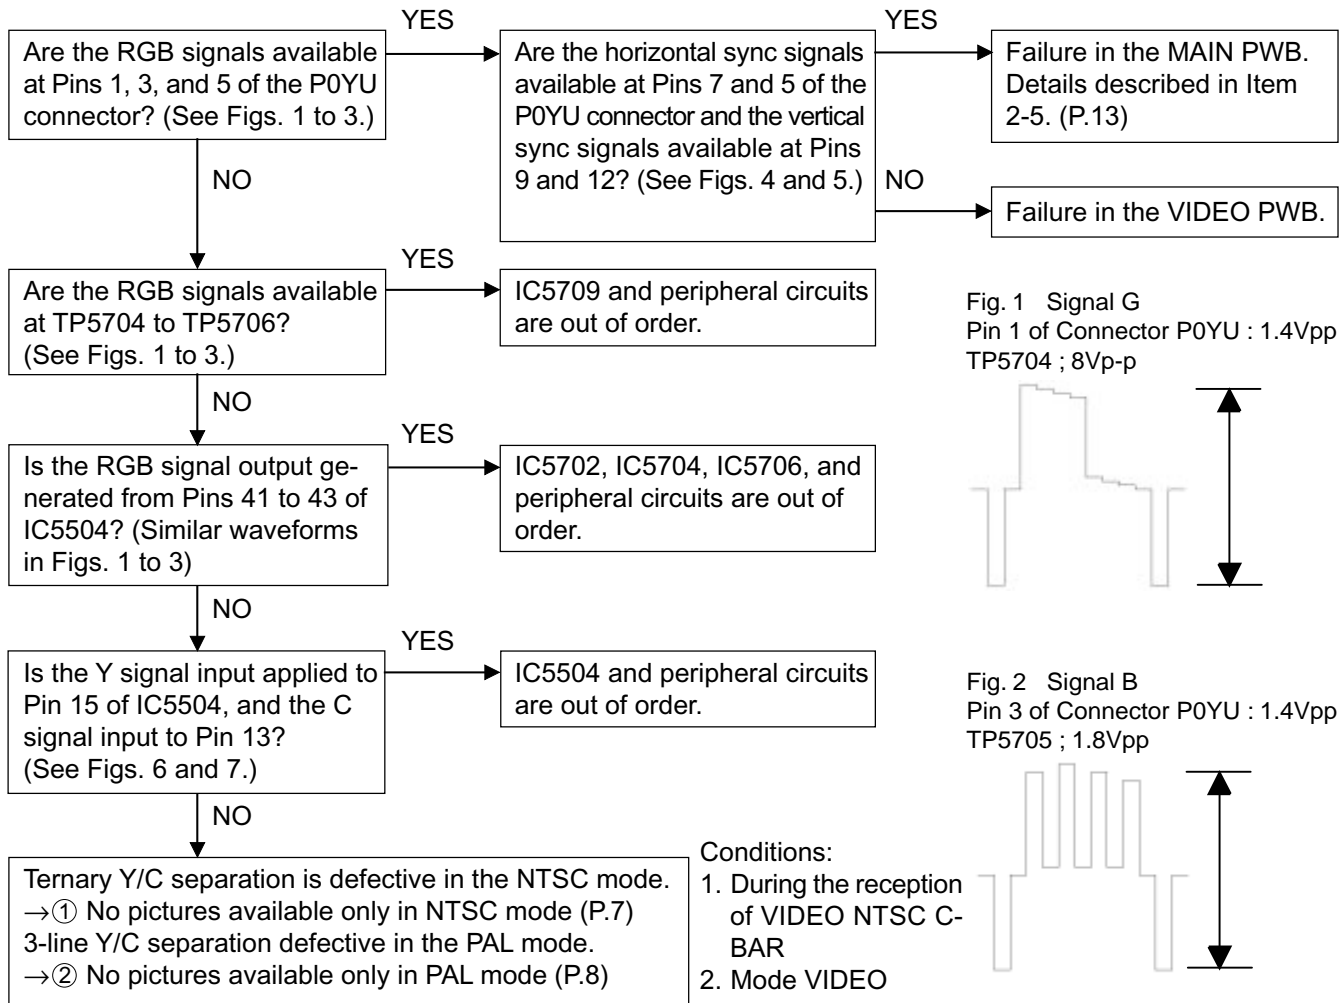 YES
YES
Are the RGB signals available
at Pins 1, 3, and 5 of the P0YU
connector? (See Figs. 1 to 3.)
Are the horizontal sync signals
available at Pins 7 and 5 of the
P0YU connector and the vertical
sync signals available at Pins
9 and 12? (See Figs. 4 and 5.)
Failure in the MAIN PWB.
Details described in Item
2-5. (P.13)
NO
NO
Failure in the VIDEO PWB.
YES
Are the RGB signals available
at TP5704 to TP5706?
(See Figs. 1 to 3.)
IC5709 and peripheral circuits
are out of order.
Fig. 1 Signal G
Pin 1 of Connector P0YU : 1.4Vpp
TP5704 ; 8Vp-p
NO
YES
Is the RGB signal output ge-
nerated from Pins 41 to 43 of
IC5504? (Similar waveforms
in Figs. 1 to 3)
IC5702, IC5704, IC5706, and
peripheral circuits are out of
order.
NO
YES
Is the Y signal input applied to
Pin 15 of IC5504, and the C
signal input to Pin 13?
(See Figs. 6 and 7.)
IC5504 and peripheral circuits
are out of order.
Fig. 2 Signal B
Pin 3 of Connector P0YU : 1.4Vpp
TP5705 ; 1.8Vpp
NO
Ternary Y/C separation is defective in the NTSC mode.
→① No pictures available only in NTSC mode (P.7)
3-line Y/C separation defective in the PAL mode.
→② No pictures available only in PAL mode (P.8)
Conditions:
1. During the reception
of VIDEO NTSC C-
BAR
2. Mode VIDEO